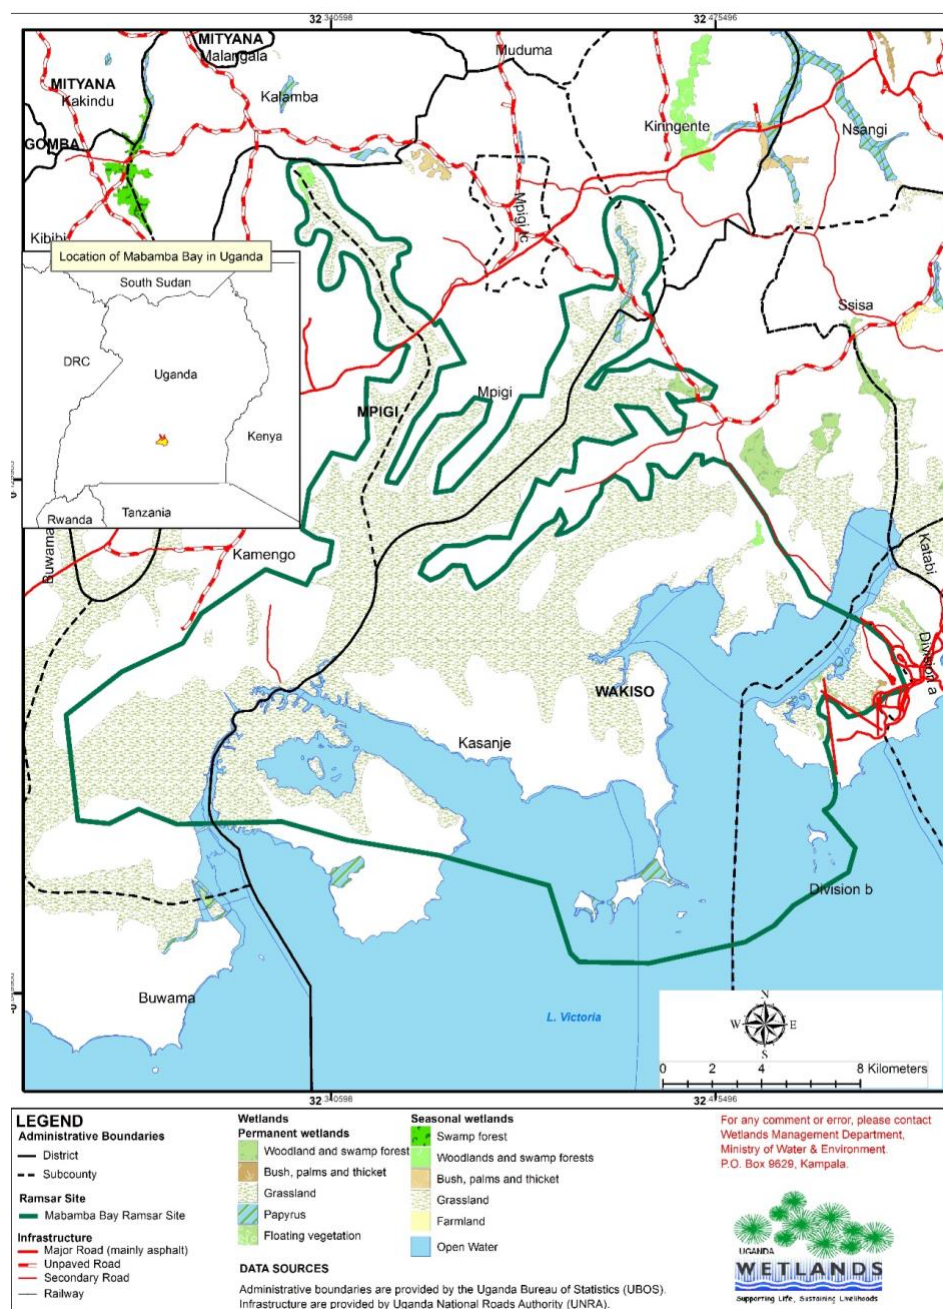 32.340598
32.475496
MITYANA
Malangala
Muduma
MITYANA
Kakindu
Kalamba
GOMBA
Kiringente
Nsangi
Mpigi Tc
Kibibi
Location of Mabamba Bay in Uganda
South Sudan
Ssisa
DRC
Uganda
Kenya
Rwanda
Tanzania
Mpigi
MPIGI
Buwama
Kamengo
Katabi
Division a
WAKISO
Kasanje
Division b
Buwama
L. Victoria
N
W
E
S
0 2 4 8 Kilometers
32.340598
32.475496
LEGEND
Administrative Boundaries
District
Subcounty
Ramsar Site
Mabamba Bay Ramsar Site
Infrastructure
Major Road (mainly asphalt)
Unpaved Road
Secondary Road
Railway
Wetlands
Permanent wetlands
Woodland and swamp forest
Bush, palms and thicket
Grassland
Papyrus
Floating vegetation
Seasonal wetlands
Swamp forest
Woodlands and swamp forests
Bush, palms and thicket
Grassland
Farmland
Open Water
DATA SOURCES
Administrative boundaries are provided by the Uganda Bureau of Statistics (UBOS).
Infrastructure are provided by Uganda National Roads Authority (UNRA).
For any comment or error, please contact
Wetlands Management Department,
Ministry of Water & Environment.
P.O. Box 9629, Kampala.
UGANDA
WETLANDS
Supporting Life, Sustaining Livelihoods